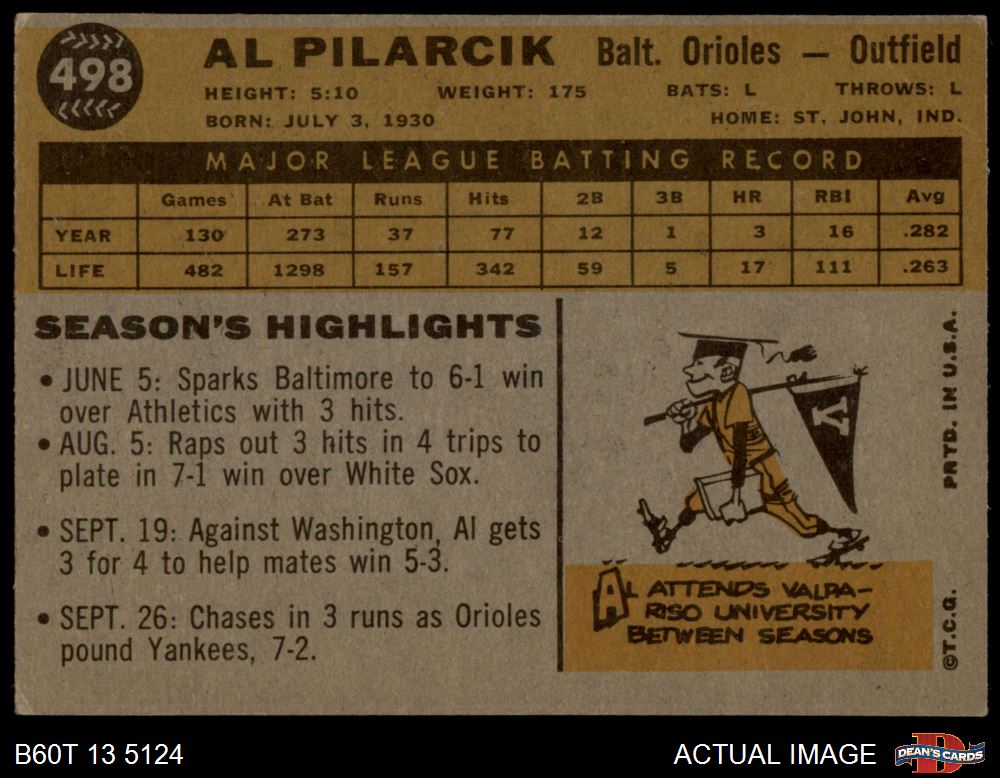 498
AL PILARCIK Balt. Orioles — Outfield
HEIGHT: 5:10 WEIGHT: 175 BATS: L THROWS: L
BORN: JULY 3, 1930 HOME: ST. JOHN, IND.
MAJOR LEAGUE BATTING RECORD
Games At Bat Runs Hits 2B 3B HR RBI Avg
YEAR 130 273 37 77 12 1 3 16 .282
LIFE 482 1298 157 342 59 5 17 111 .263
SEASON'S HIGHLIGHTS
• JUNE 5: Sparks Baltimore to 6-1 win
over Athletics with 3 hits.
• AUG. 5: Raps out 3 hits in 4 trips to
plate in 7-1 win over White Sox.
• SEPT. 19: Against Washington, Al gets
3 for 4 to help mates win 5-3.
• SEPT. 26: Chases in 3 runs as Orioles
pound Yankees, 7-2.
V
AL ATTENDS VALPA-
RISO UNIVERSITY
BETWEEN SEASONS
PRTD. IN U.S.A.
©T.C.G.
B60T 13 5124
ACTUAL IMAGE
DEAN'S CARDS